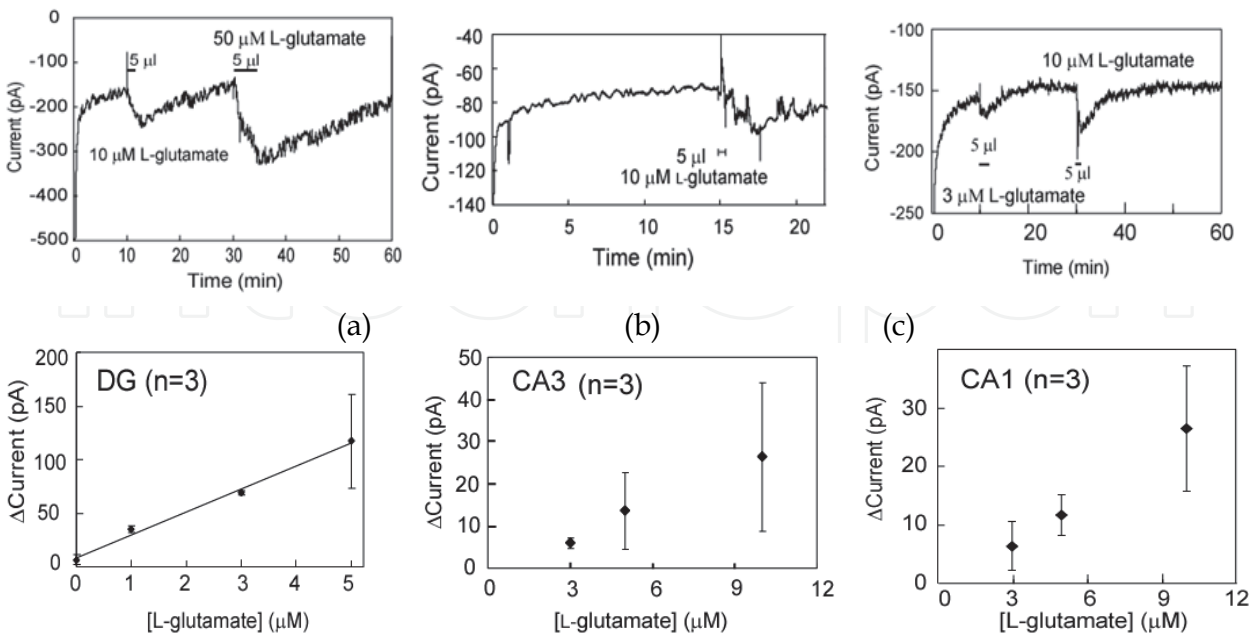 0
-100
-200
-300
-400
-500
Current (pA)
50 µM L-glutamate
5 µl
5 µl
10 µM L-glutamate
0
10
20
30
40
50
60
Time (min)
-40
-60
-80
-100
-120
-140
Current (pA)
5 µl
10 µM L-glutamate
0
5
10
15
20
Time (min)
-100
-150
-200
-250
Current (pA)
10 µM L-glutamate
5 µl
5 µl
3 µM L-glutamate
0
20
40
60
Time (min)
(a)
(b)
(c)
200
150
100
50
0
ΔCurrent (pA)
DG (n=3)
0
1
2
3
4
5
[L-glutamate] (µM)
50
40
30
20
10
0
ΔCurrent (pA)
CA3 (n=3)
0
3
6
9
12
[L-glutamate] (µM)
30
20
10
0
ΔCurrent (pA)
CA1 (n=3)
0
3
6
9
12
[L-glutamate] (µM)